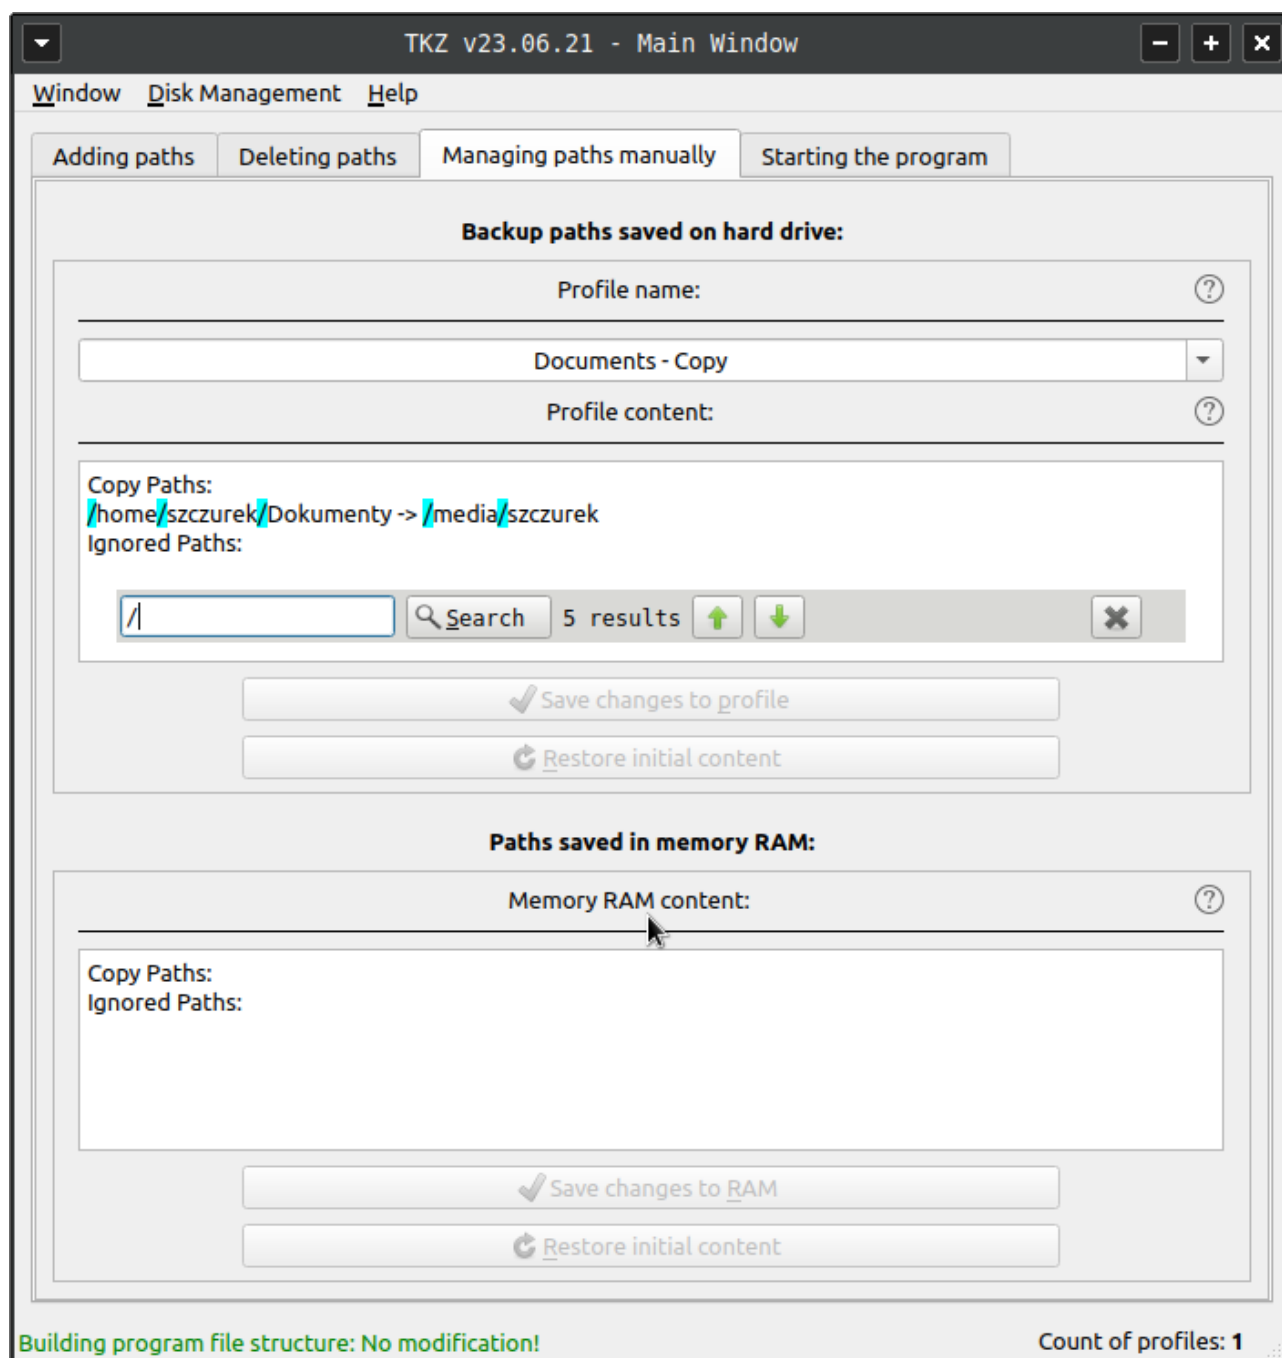 TKZ v23.06.21 - Main Window
Window Disk Management Help
Adding paths Deleting paths Managing paths manually Starting the program
Backup paths saved on hard drive:
Profile name:
Documents - Copy
Profile content:
Copy Paths:
/home/szczurek/Dokumenty -> /media/szczurek
Ignored Paths:
/ Search 5 results
Save changes to profile
Restore initial content
Paths saved in memory RAM:
Memory RAM content:
Copy Paths:
Ignored Paths:
Save changes to RAM
Restore initial content
Building program file structure: No modification! Count of profiles: 1